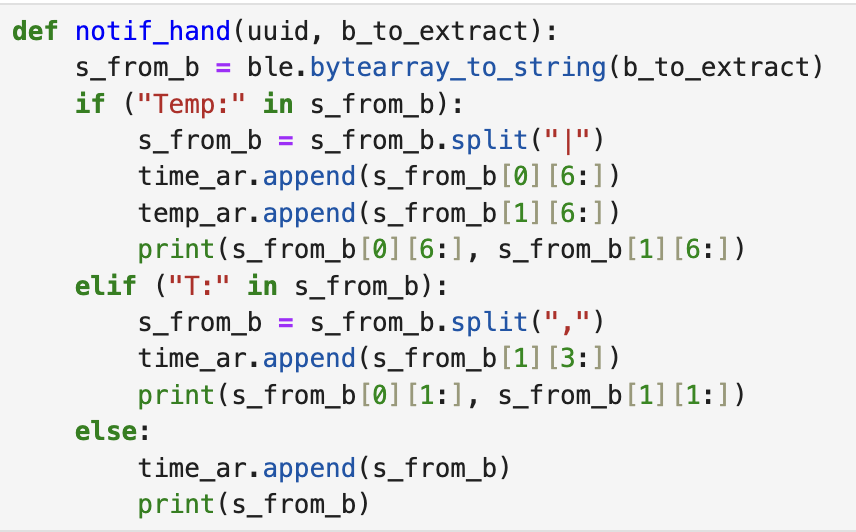 def notif_hand(uuid, b_to_extract):
    s_from_b = ble.bytearray_to_string(b_to_extract)
    if ("Temp:" in s_from_b):
        s_from_b = s_from_b.split("|")
        time_ar.append(s_from_b[0][6:])
        temp_ar.append(s_from_b[1][6:])
        print(s_from_b[0][6:], s_from_b[1][6:])
    elif ("T:" in s_from_b):
        s_from_b = s_from_b.split(",")
        time_ar.append(s_from_b[1][3:])
        print(s_from_b[0][1:], s_from_b[1][1:])
    else:
        time_ar.append(s_from_b)
        print(s_from_b)